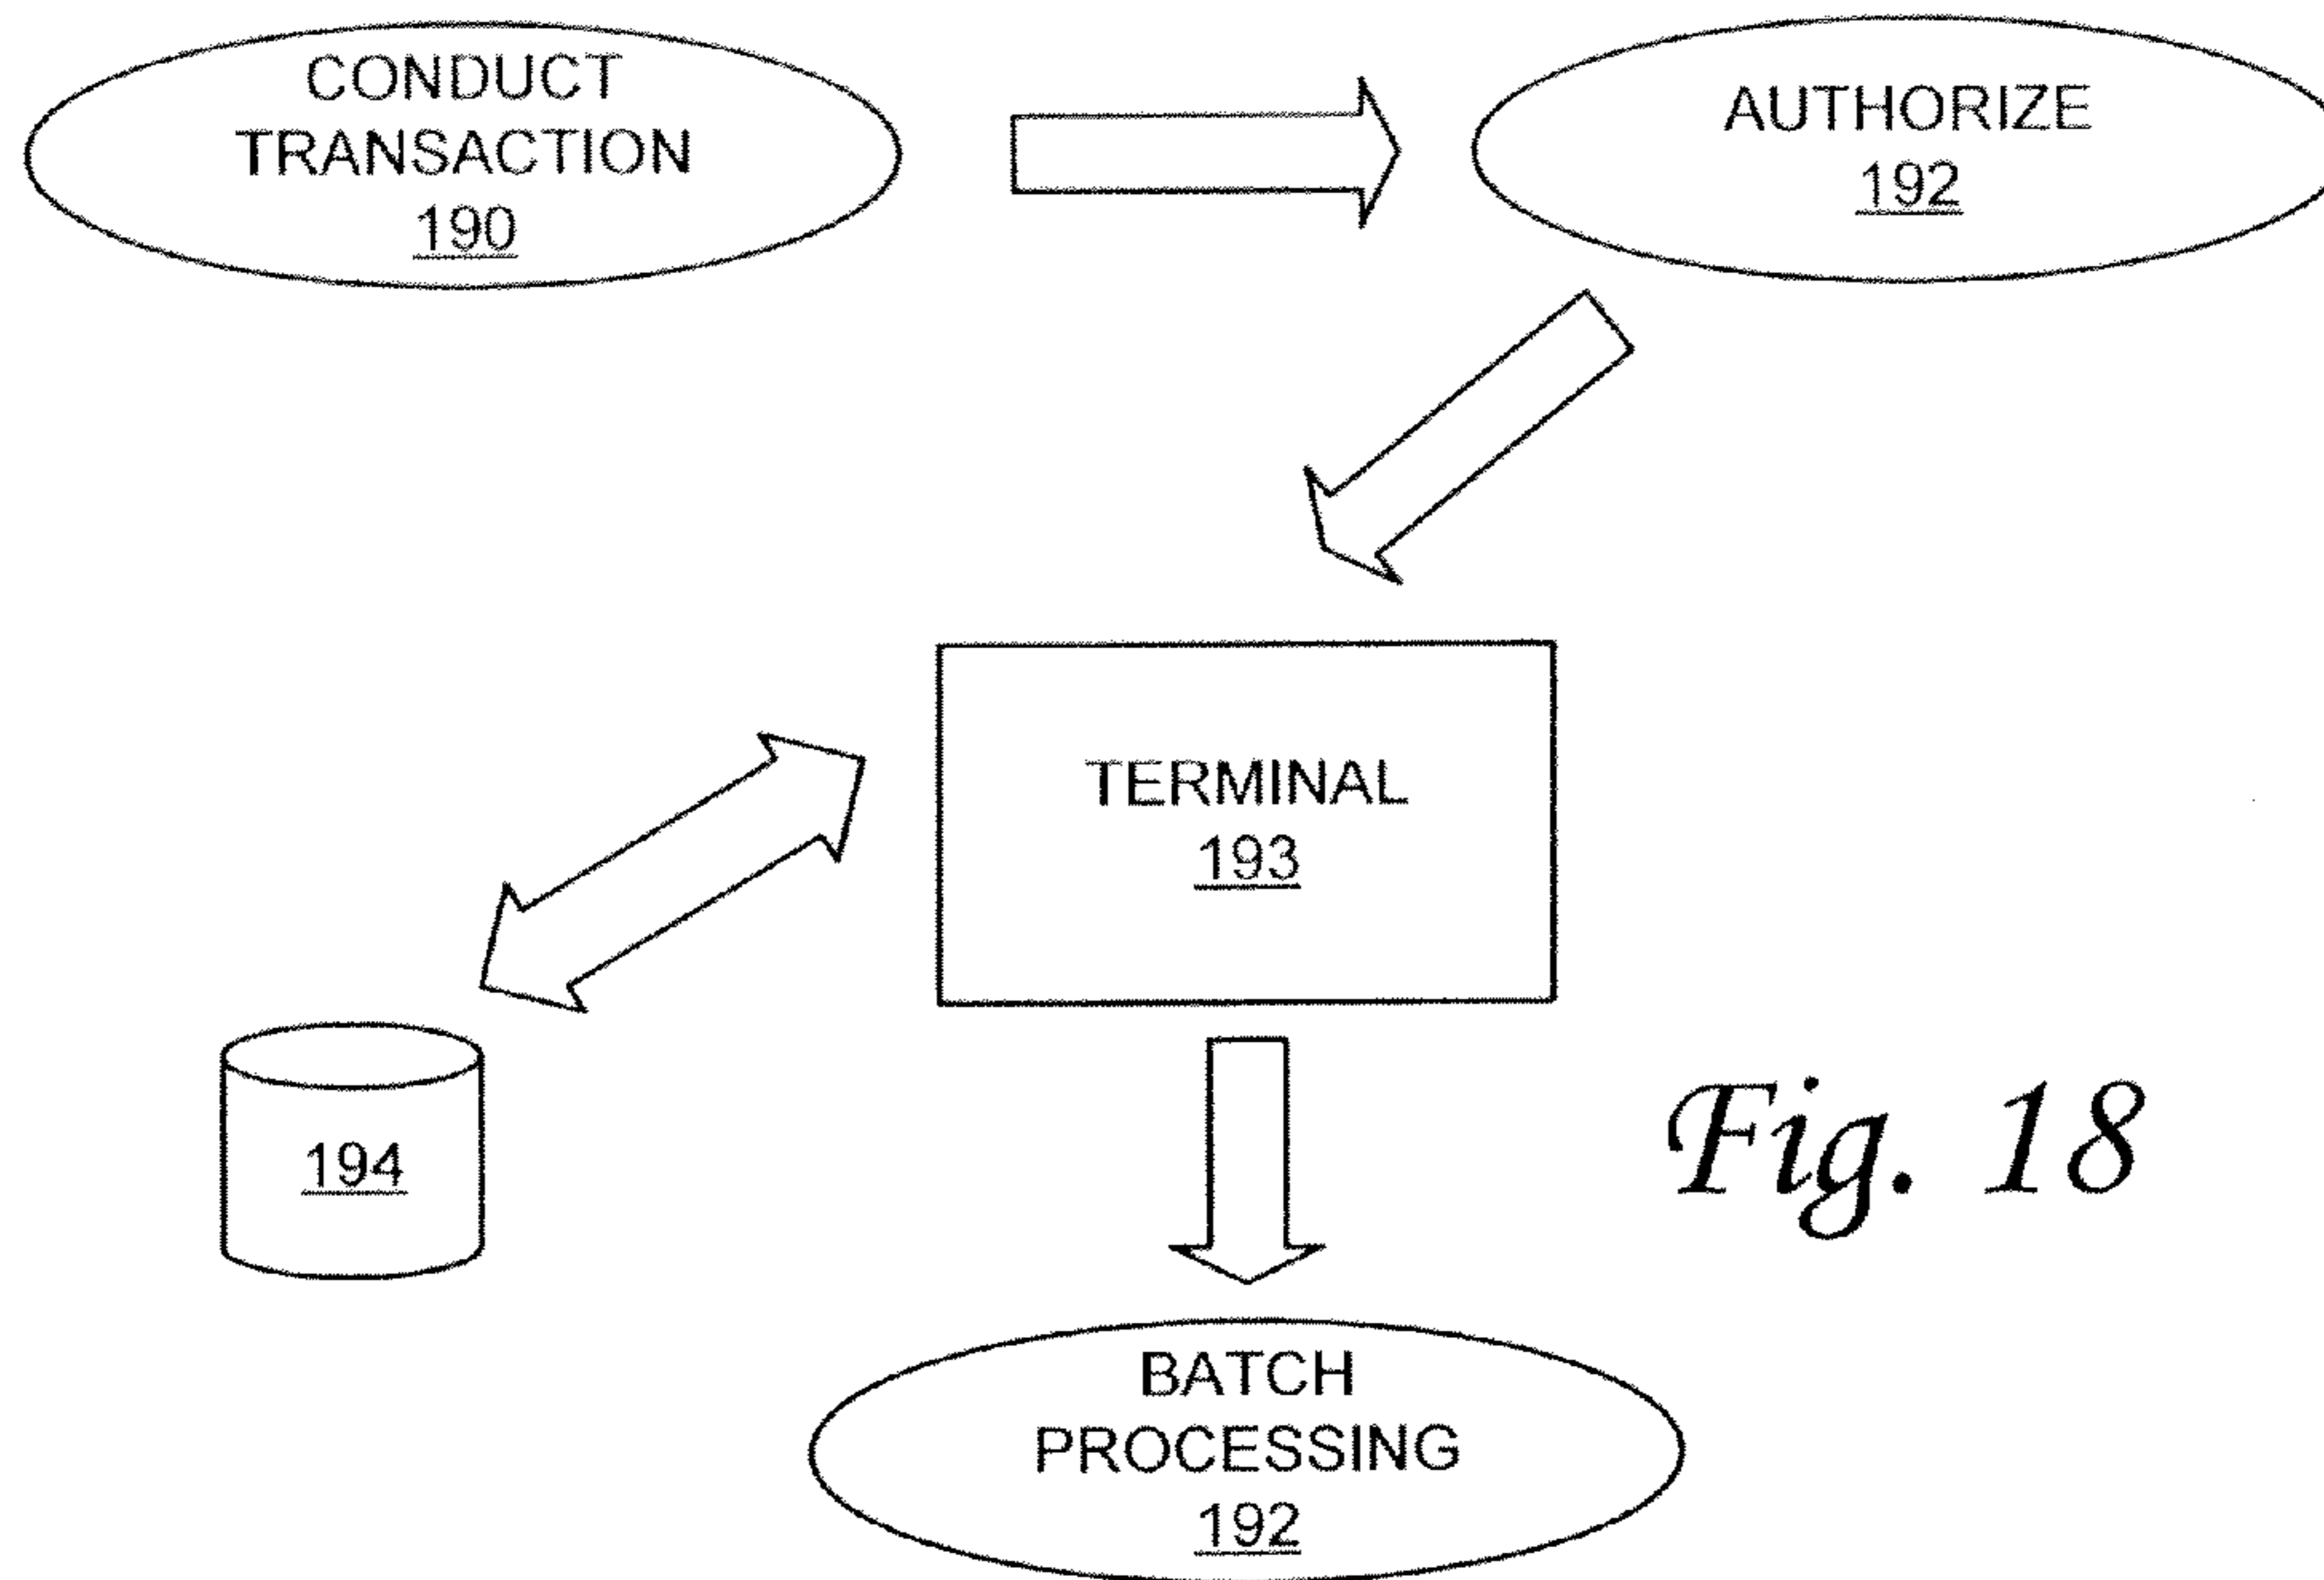 CONDUCT
TRANSACTION
190
AUTHORIZE
192
TERMINAL
193
194
Fig. 18
BATCH
PROCESSING
192